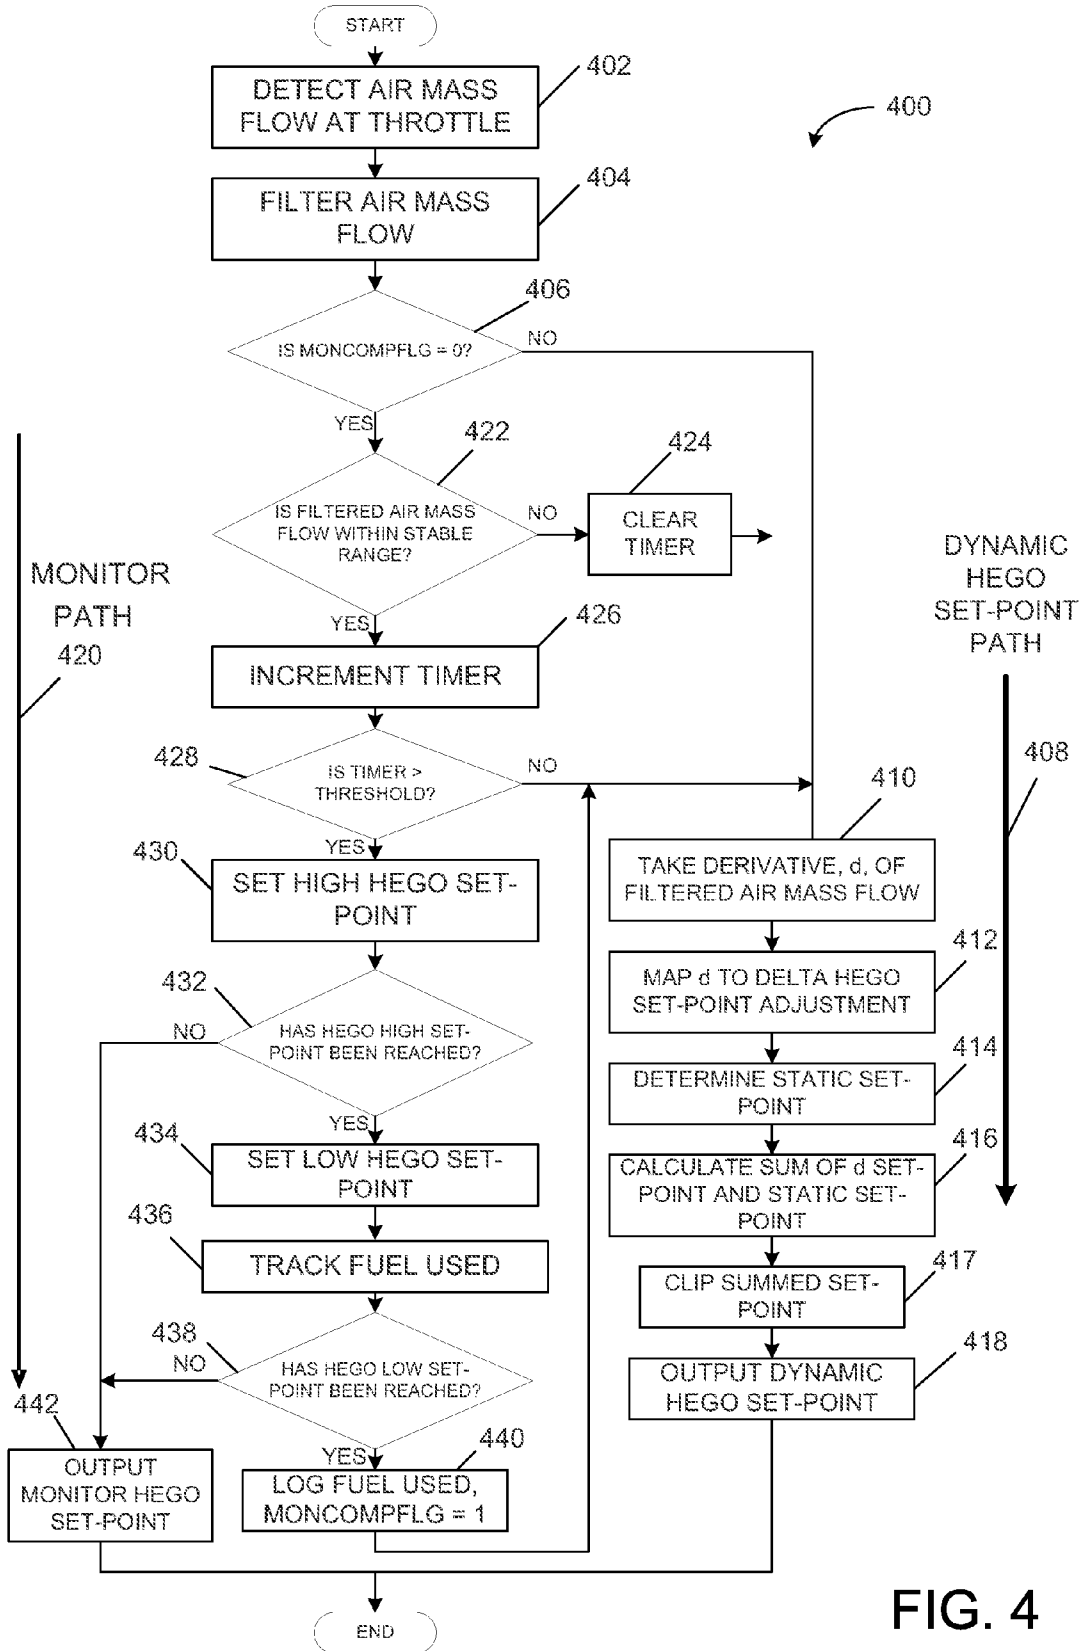 START
DETECT AIR MASS
FLOW AT THROTTLE
402
400
FILTER AIR MASS
FLOW
404
406
IS MONCOMPFLG = 0?
NO
YES
422
424
IS FILTERED AIR MASS
FLOW WITHIN STABLE
RANGE?
NO
CLEAR
TIMER
MONITOR
PATH
420
DYNAMIC
HEGO
SET-POINT
PATH
YES
426
INCREMENT TIMER
428
IS TIMER >
THRESHOLD?
NO
408
410
YES
430
SET HIGH HEGO SET-
POINT
TAKE DERIVATIVE, d, OF
FILTERED AIR MASS FLOW
412
MAP d TO DELTA HEGO
SET-POINT ADJUSTMENT
432
NO
HAS HEGO HIGH SET-
POINT BEEN REACHED?
414
DETERMINE STATIC SET-
POINT
YES
434
SET LOW HEGO SET-
POINT
416
CALCULATE SUM OF d SET-
POINT AND STATIC SET-
POINT
436
TRACK FUEL USED
417
CLIP SUMMED SET-
POINT
438
NO
HAS HEGO LOW SET-
POINT BEEN REACHED?
418
OUTPUT DYNAMIC
HEGO SET-POINT
442
YES
440
OUTPUT
MONITOR HEGO
SET-POINT
LOG FUEL USED,
MONCOMPFLG = 1
END
FIG. 4